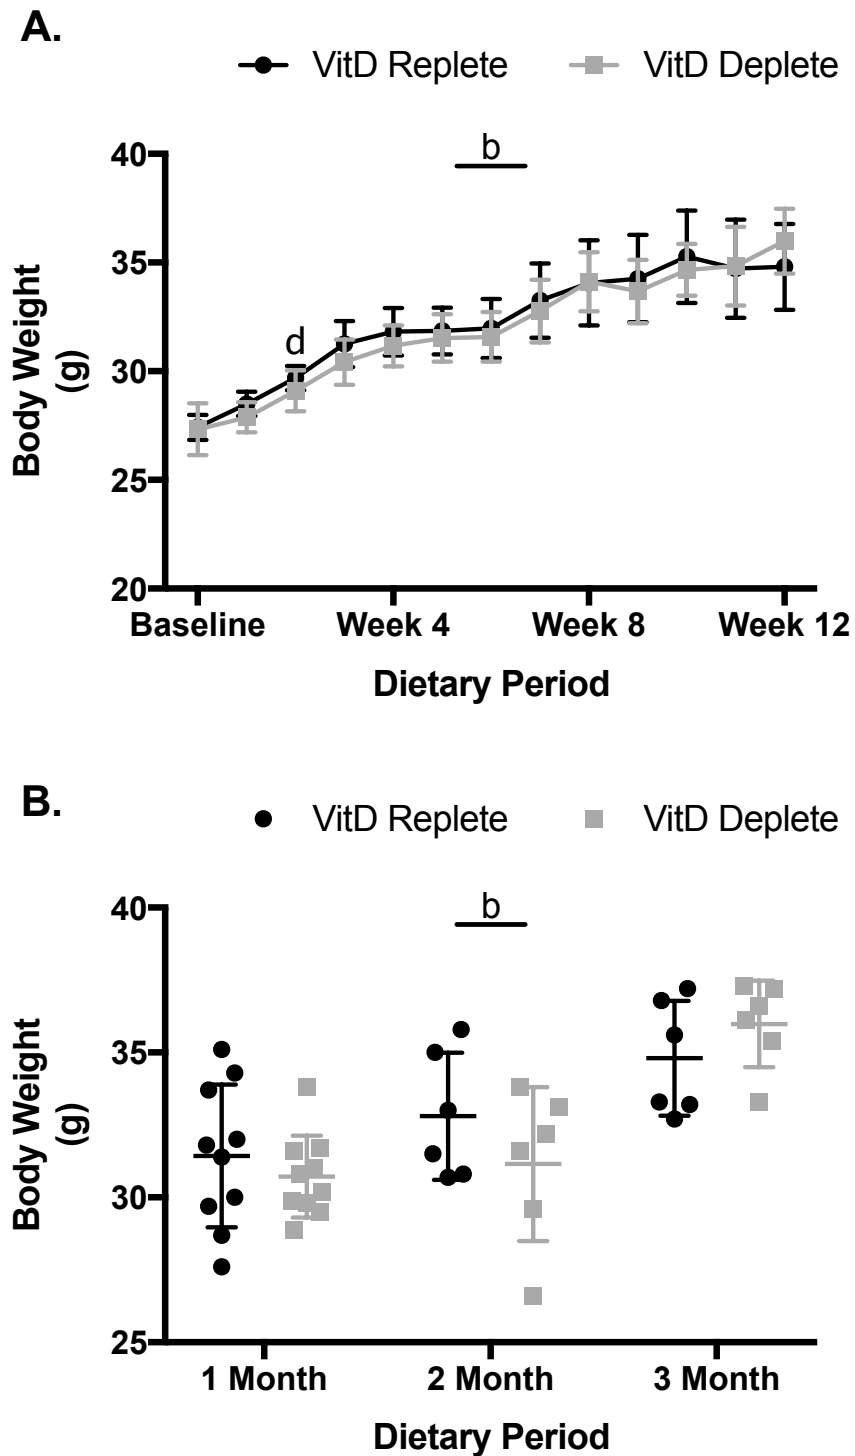 A.
VitD Replete VitD Deplete
b
40
35
d
30
25
20
Body Weight
(g)
Baseline Week 4 Week 8 Week 12
Dietary Period
B.
VitD Replete VitD Deplete
b
40
35
30
25
Body Weight
(g)
1 Month 2 Month 3 Month
Dietary Period